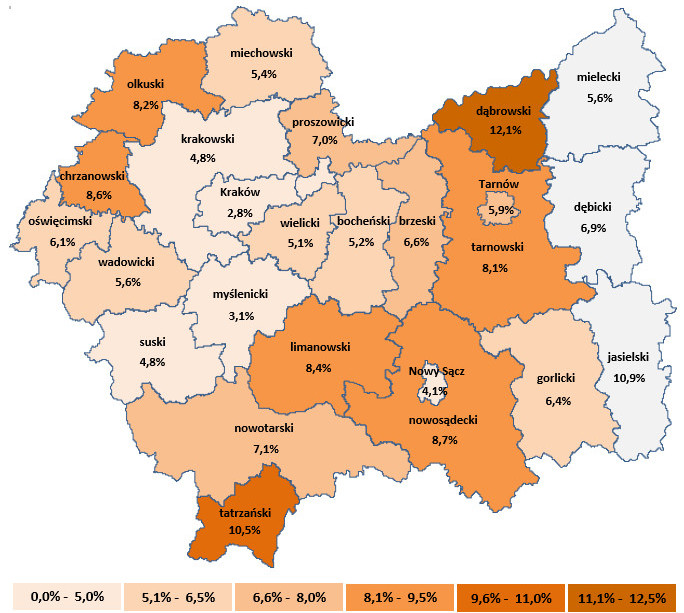 miechowski
5,4%
olkuski
8,2%
mielecki
5,6%
dąbrowski
12,1%
proszowicki
7,0%
krakowski
4,8%
chrzanowski
8,6%
Kraków
2,8%
Tarnów
5,9%
dębicki
6,9%
oświęcimski
6,1%
wielicki
5,1%
bocheński
5,2%
brzeski
6,6%
tarnowski
8,1%
wadowicki
5,6%
myślenicki
3,1%
suski
4,8%
limanowski
8,4%
Nowy Sącz
4,1%
gorlicki
6,4%
jasielski
10,9%
nowosądecki
8,7%
nowotarski
7,1%
tatrzański
10,5%
0,0% - 5,0%
5,1% - 6,5%
6,6% - 8,0%
8,1% - 9,5%
9,6% - 11,0%
11,1% - 12,5%